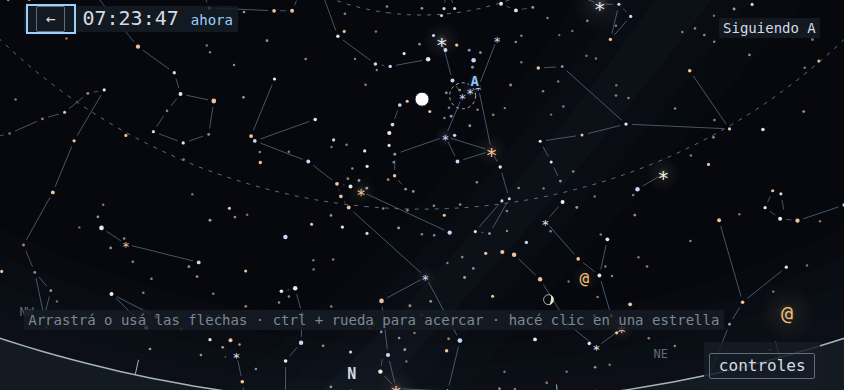 ← 07:23:47 ahora
Siguiendo A
A
Arrastrá o usá las flechas · ctrl + rueda para acercar · hacé clic en una estrella
NE
controles
N